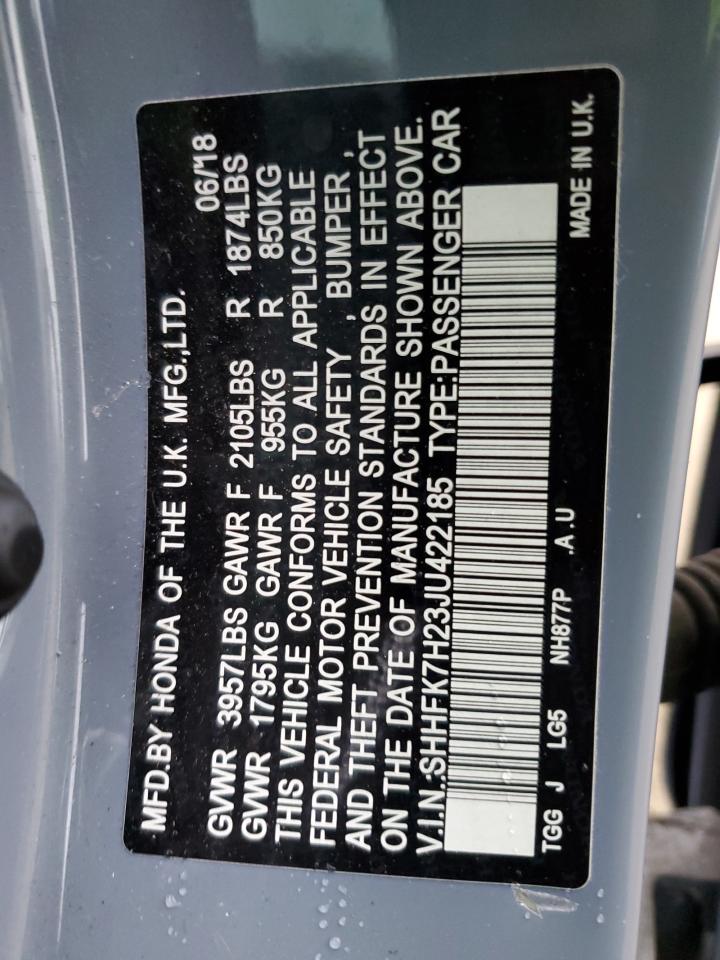 MFD.BY HONDA OF THE U.K. MFG.,LTD.
06/18
GVWR 3957LBS GAWR F 2105LBS R 1874LBS
GVWR 1795KG GAWR F 955KG R 850KG
THIS VEHICLE CONFORMS TO ALL APPLICABLE
FEDERAL MOTOR VEHICLE SAFETY , BUMPER ,
AND THEFT PREVENTION STANDARDS IN EFFECT
ON THE DATE OF MANUFACTURE SHOWN ABOVE.
V.I.N.:SHHFK7H23JU422185 TYPE:PASSENGER CAR
TGG J LG5 NH877P .A.U
MADE IN U.K.